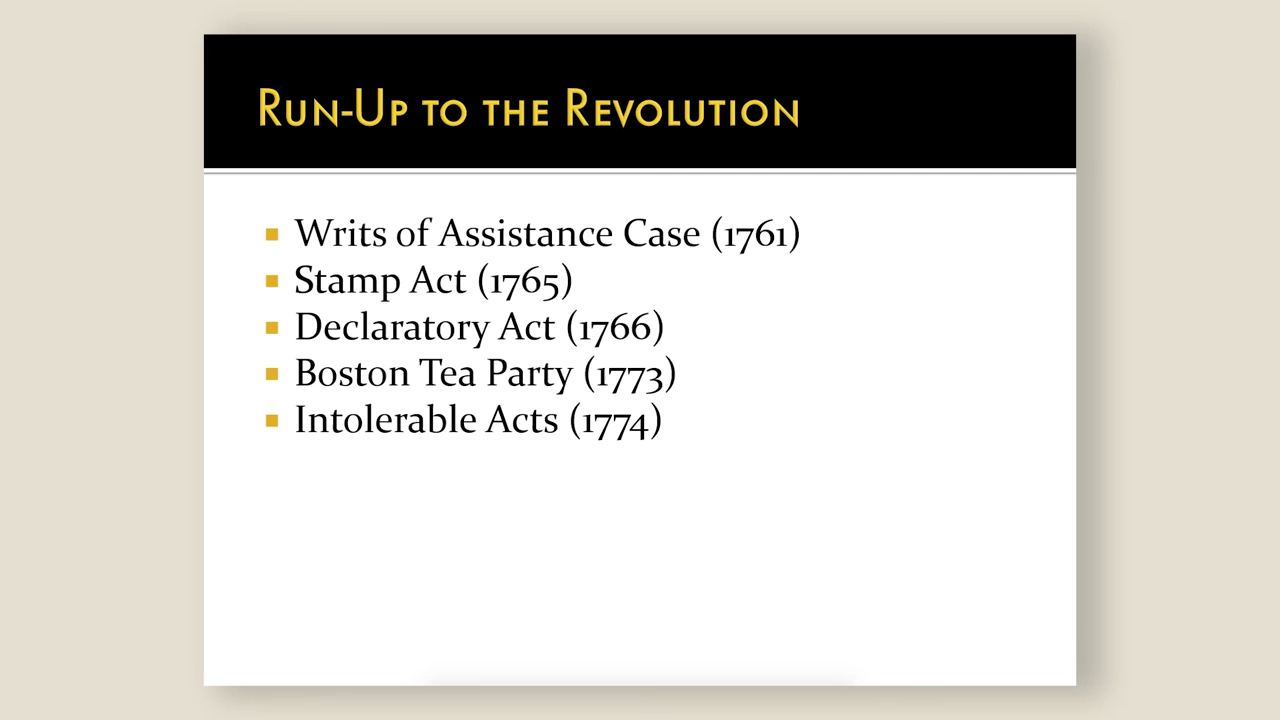 Run-Up to the Revolution
Writs of Assistance Case (1761)
Stamp Act (1765)
Declaratory Act (1766)
Boston Tea Party (1773)
Intolerable Acts (1774)